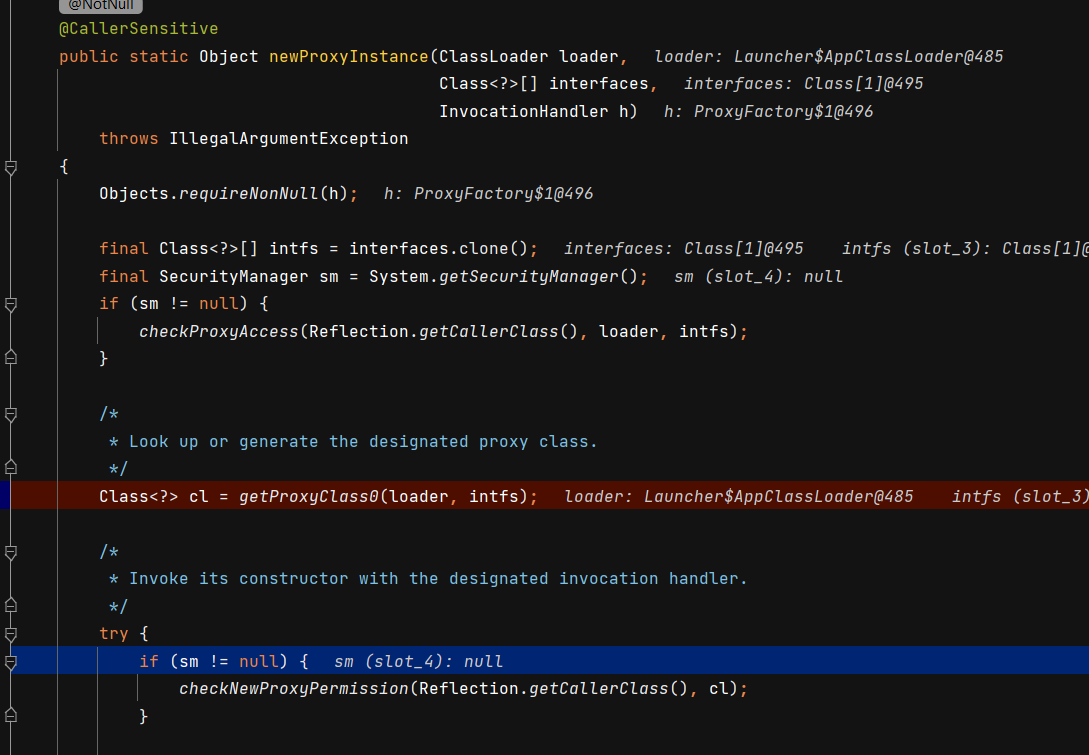 @NotNull
@CallerSensitive
public static Object newProxyInstance(ClassLoader loader,   loader: Launcher$AppClassLoader@485
                                      Class<?>[] interfaces,   interfaces: Class[1]@495
                                      InvocationHandler h)   h: ProxyFactory$1@496
    throws IllegalArgumentException
{
    Objects.requireNonNull(h);   h: ProxyFactory$1@496

    final Class<?>[] intfs = interfaces.clone();   interfaces: Class[1]@495    intfs (slot_3): Class[1]@
    final SecurityManager sm = System.getSecurityManager();   sm (slot_4): null
    if (sm != null) {
        checkProxyAccess(Reflection.getCallerClass(), loader, intfs);
    }

    /*
     * Look up or generate the designated proxy class.
     */
    Class<?> cl = getProxyClass0(loader, intfs);   loader: Launcher$AppClassLoader@485    intfs (slot_3)

    /*
     * Invoke its constructor with the designated invocation handler.
     */
    try {
        if (sm != null) {   sm (slot_4): null
            checkNewProxyPermission(Reflection.getCallerClass(), cl);
        }